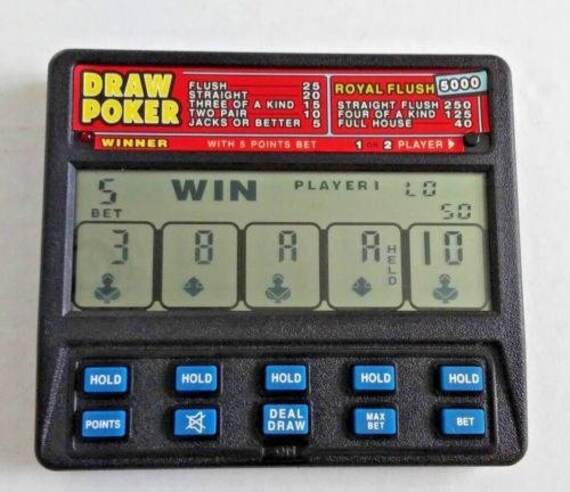 DRAW POKER
FLUSH 25
STRAIGHT 20
THREE OF A KIND 15
TWO PAIR 10
JACKS OR BETTER 5
ROYAL FLUSH 5000
STRAIGHT FLUSH 250
FOUR OF A KIND 125
FULL HOUSE 40
WINNER WITH 5 POINTS BET 1 OR 2 PLAYER
5 WIN PLAYER1 LO
BET 50
3 8 A A HELD 10
HOLD HOLD HOLD HOLD HOLD
POINTS DEAL DRAW MAX BET BET
ON